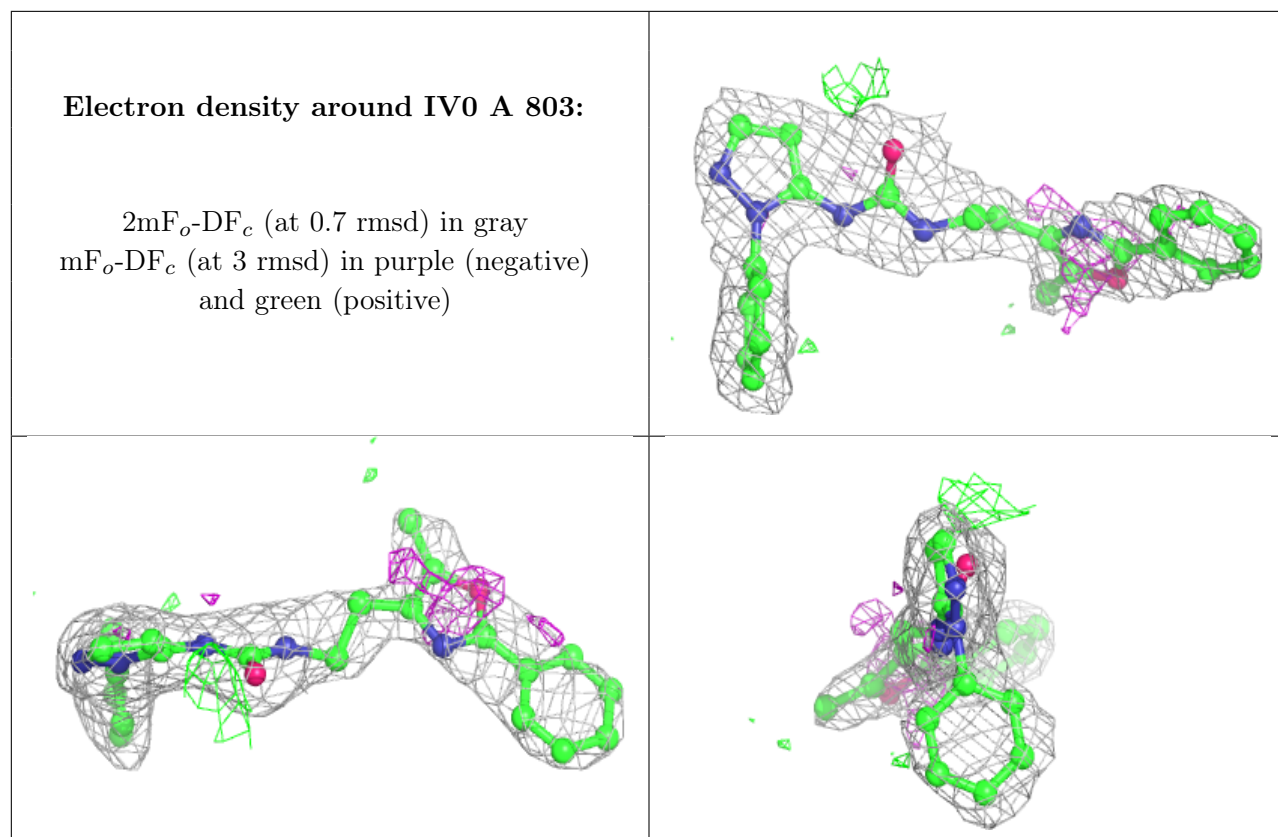 Electron density around IV0 A 803:
2mFo-DFc (at 0.7 rmsd) in gray
mFo-DFc (at 3 rmsd) in purple (negative)
and green (positive)